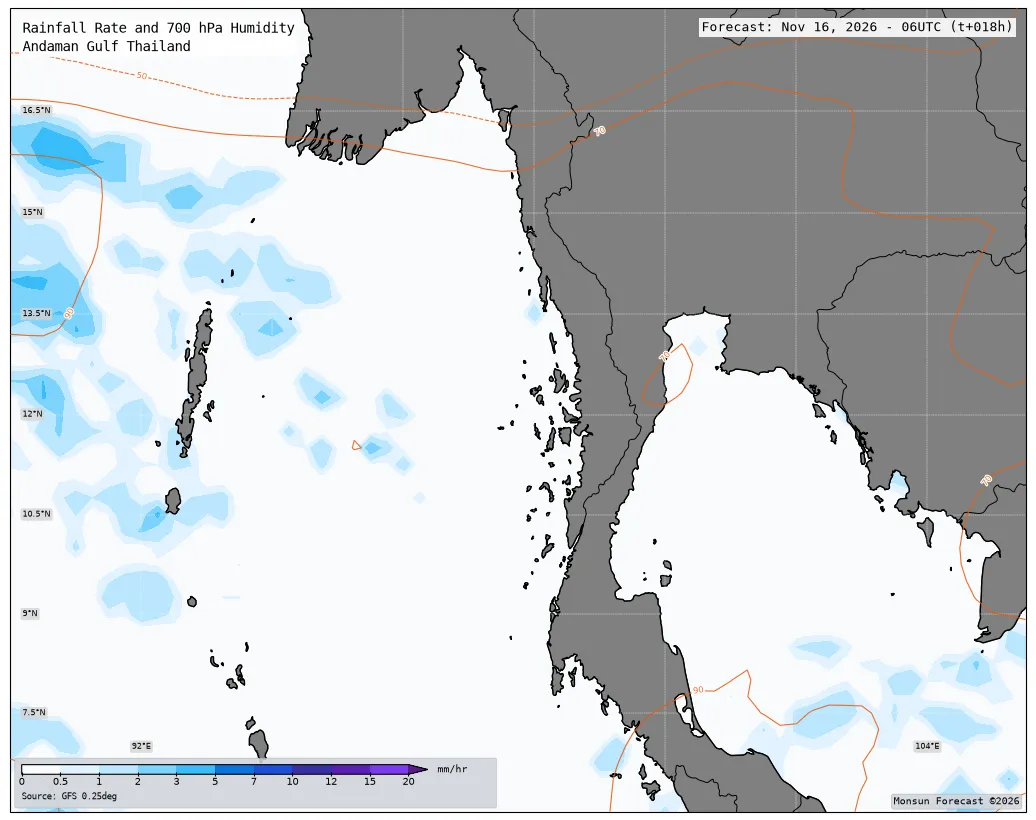 Rainfall Rate and 700 hPa Humidity
Andaman Gulf Thailand
Forecast: Nov 16, 2026 - 06UTC (t+018h)
50
16.5°N
70
15°N
90
13.5°N
70
12°N
70
10.5°N
9°N
90
7.5°N
92°E
104°E
0 0.5 1 2 3 5 7 10 12 15 20 mm/hr
Source: GFS 0.25deg
Monsun Forecast ©2026